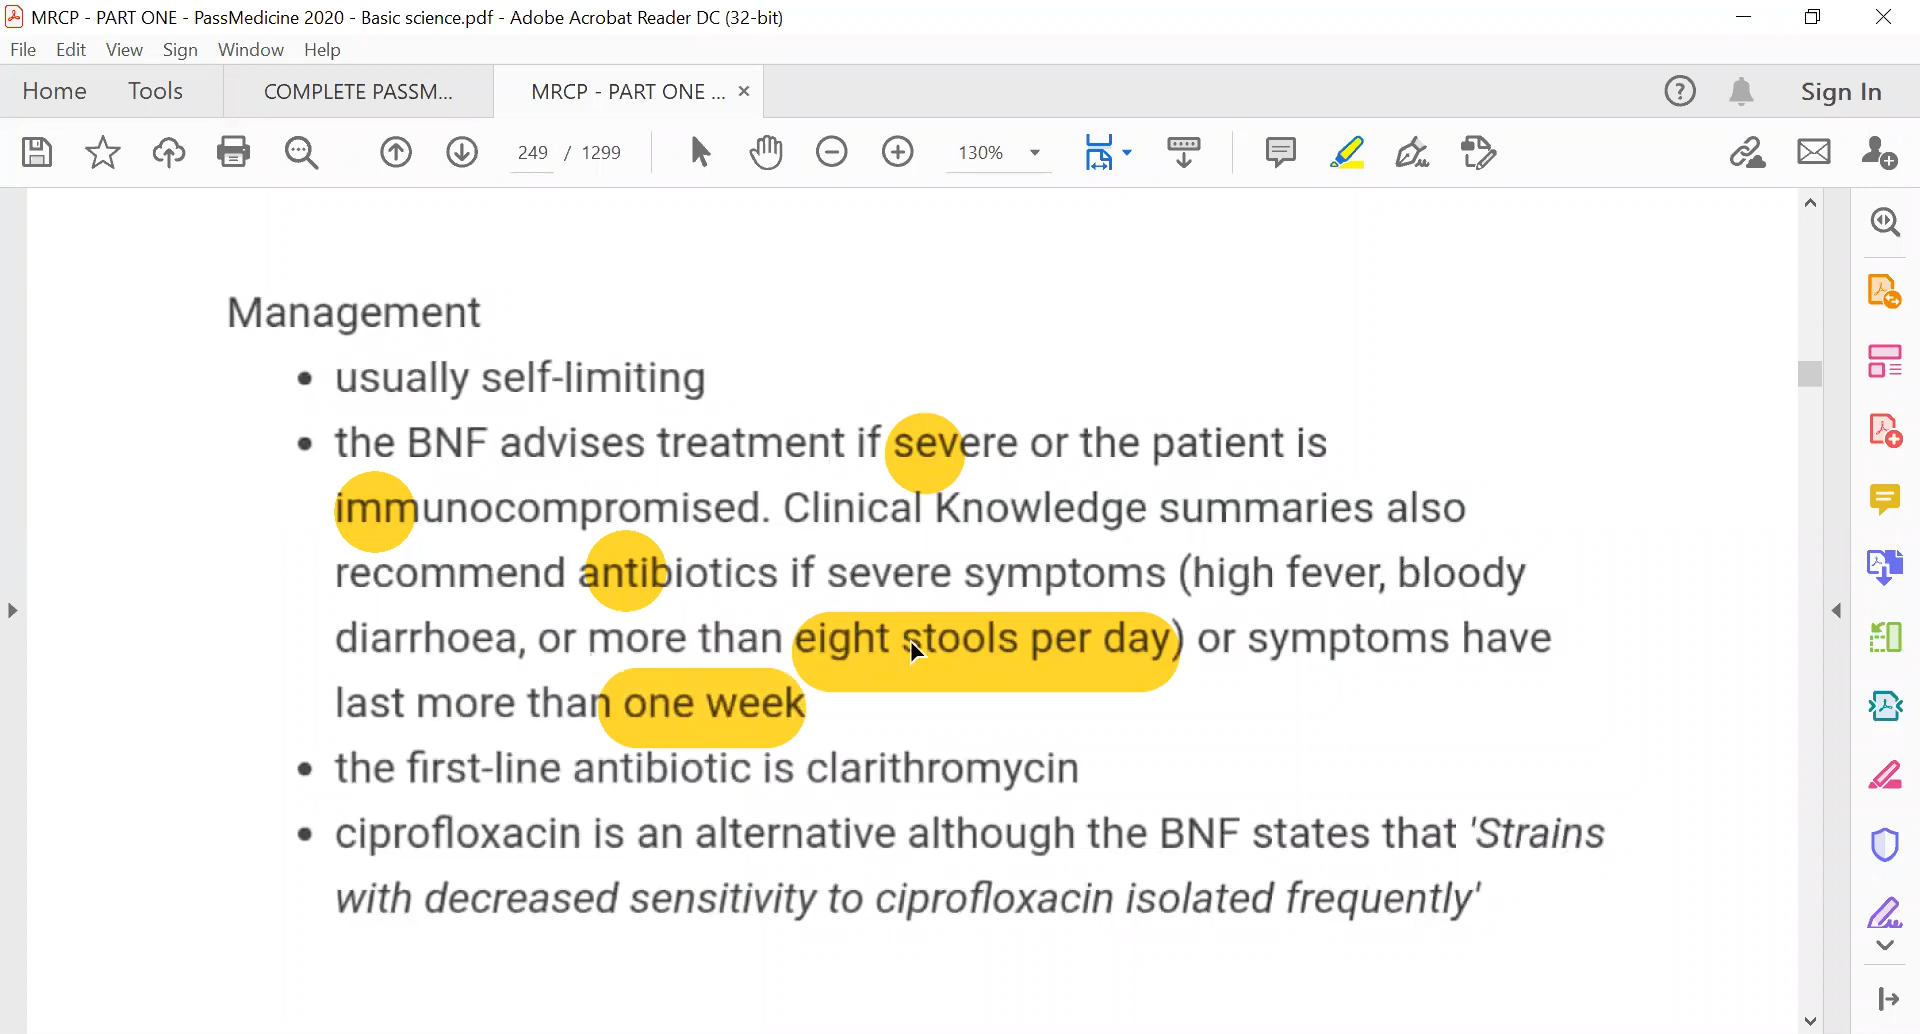 MRCP - PART ONE - PassMedicine 2020 - Basic science.pdf - Adobe Acrobat Reader DC (32-bit)
File Edit View Sign Window Help
Home Tools COMPLETE PASSM... MRCP - PART ONE ... × Sign In
249 / 1299 130%
Management
• usually self-limiting
• the BNF advises treatment if severe or the patient is
immunocompromised. Clinical Knowledge summaries also
recommend antibiotics if severe symptoms (high fever, bloody
diarrhoea, or more than eight stools per day) or symptoms have
last more than one week
• the first-line antibiotic is clarithromycin
• ciprofloxacin is an alternative although the BNF states that 'Strains
with decreased sensitivity to ciprofloxacin isolated frequently'